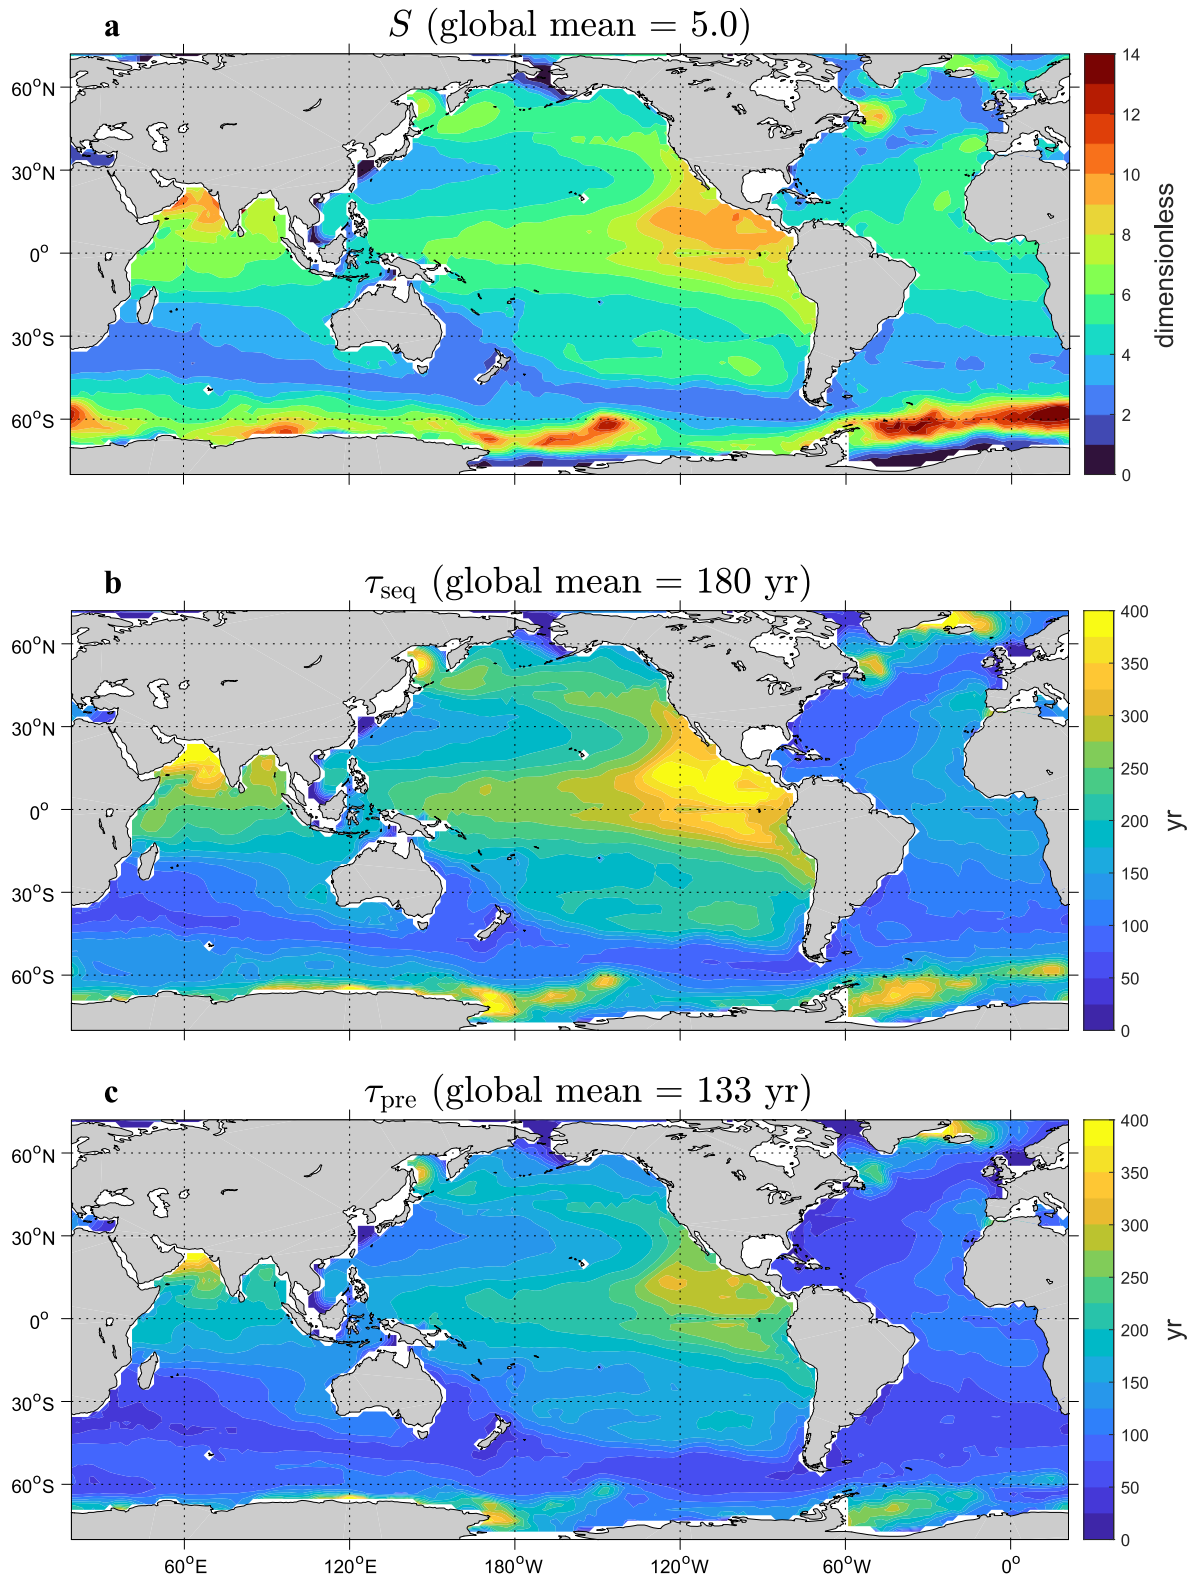 a S (global mean = 5.0)
60°N
30°N
0°
30°S
60°S
14
12
10
8
6
4
2
0
dimensionless
b τseq (global mean = 180 yr)
60°N
30°N
0°
30°S
60°S
400
350
300
250
200
150
100
50
0
yr
c τpre (global mean = 133 yr)
60°N
30°N
0°
30°S
60°S
400
350
300
250
200
150
100
50
0
yr
60°E 120°E 180°W 120°W 60°W 0°